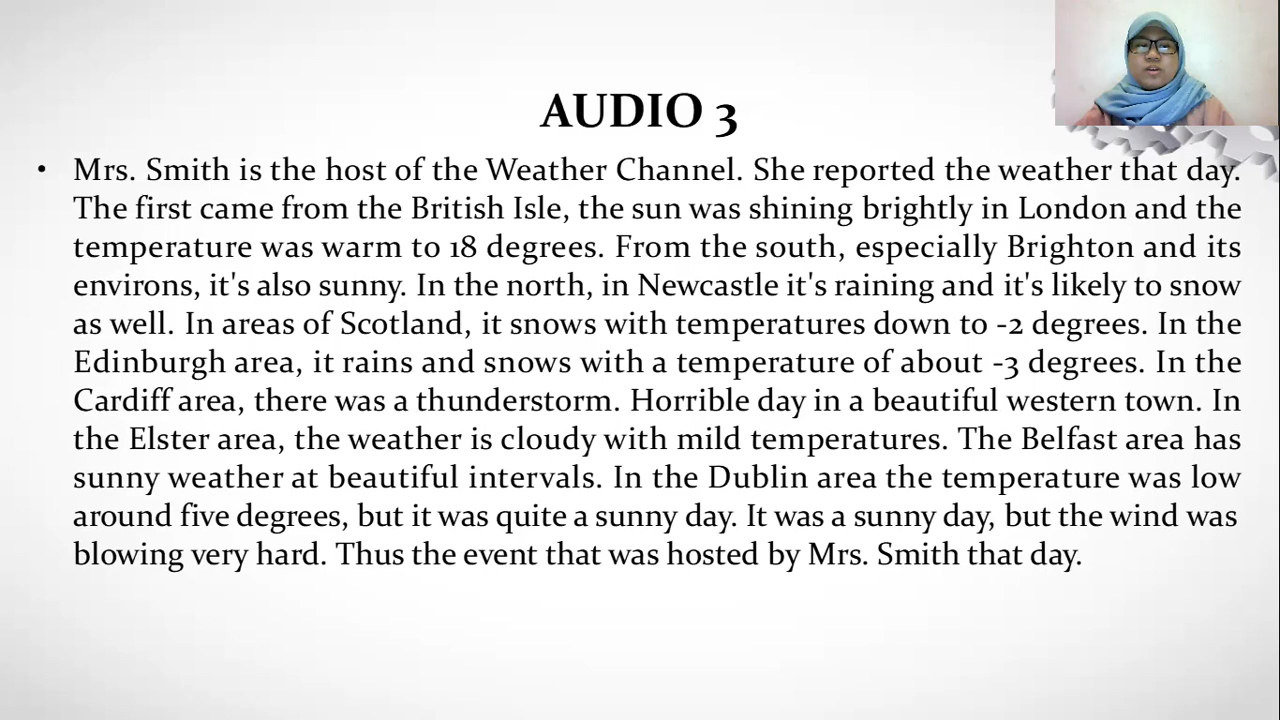 AUDIO 3
• Mrs. Smith is the host of the Weather Channel. She reported the weather that day.
The first came from the British Isle, the sun was shining brightly in London and the
temperature was warm to 18 degrees. From the south, especially Brighton and its
environs, it's also sunny. In the north, in Newcastle it's raining and it's likely to snow
as well. In areas of Scotland, it snows with temperatures down to -2 degrees. In the
Edinburgh area, it rains and snows with a temperature of about -3 degrees. In the
Cardiff area, there was a thunderstorm. Horrible day in a beautiful western town. In
the Elster area, the weather is cloudy with mild temperatures. The Belfast area has
sunny weather at beautiful intervals. In the Dublin area the temperature was low
around five degrees, but it was quite a sunny day. It was a sunny day, but the wind was
blowing very hard. Thus the event that was hosted by Mrs. Smith that day.